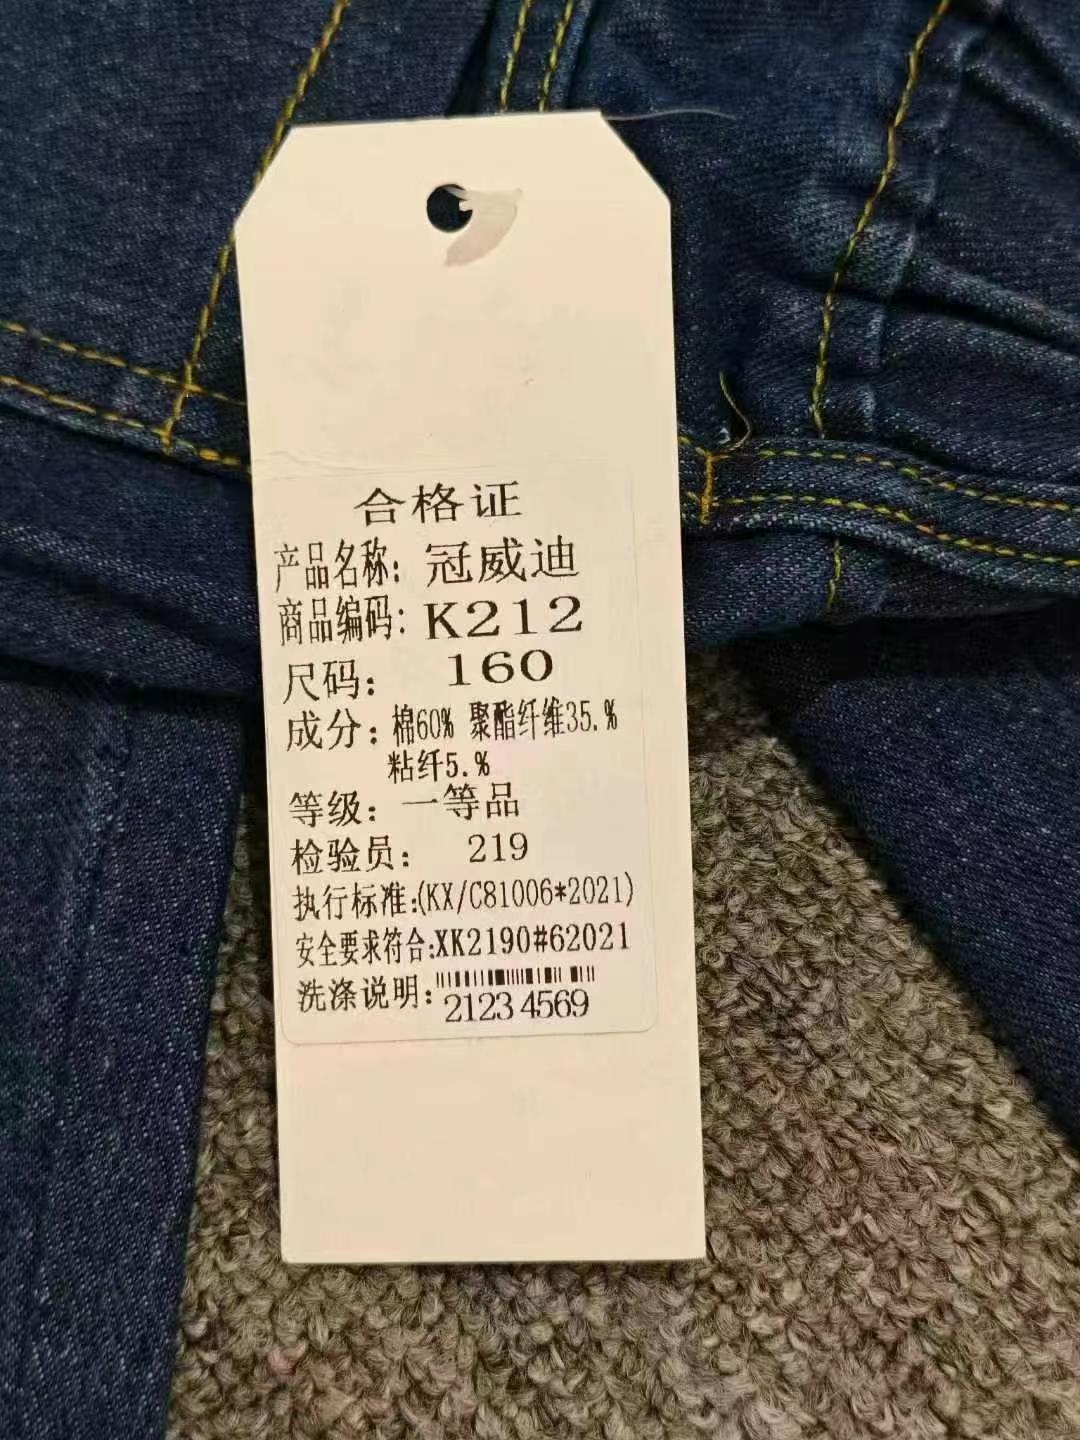 合格证
产品名称: 冠威迪
商品编码: K212
尺码: 160
成分: 棉60% 聚酯纤维35.%
粘纤5.%
等级: 一等品
检验员: 219
执行标准:(KX/C81006*2021)
安全要求符合:XK2190#62021
洗涤说明:
2123 4569